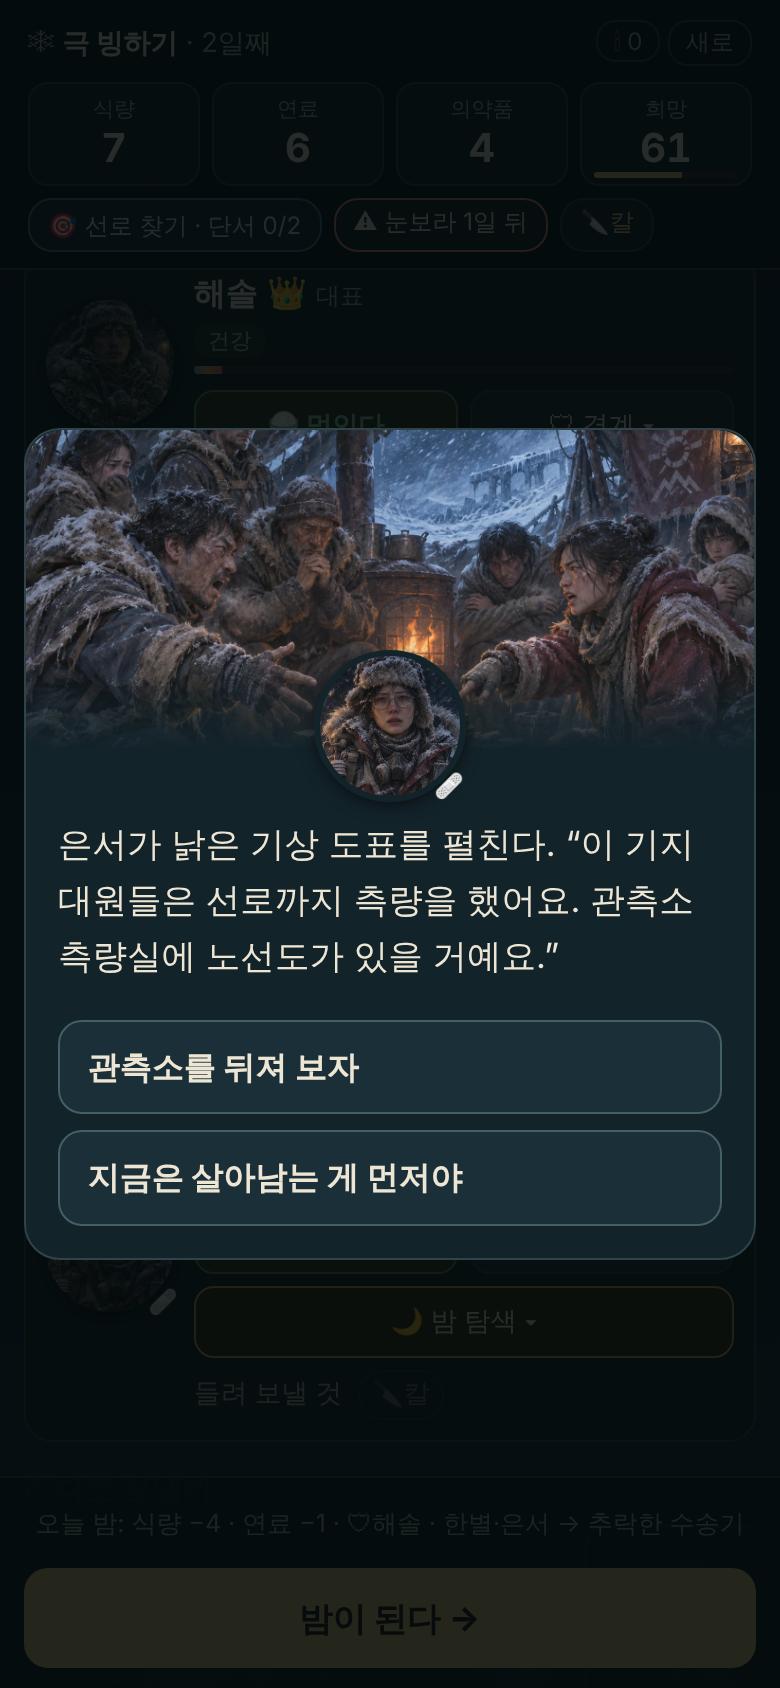 극 빙하기 · 2일째
0
새로
식량
7
연료
6
의약품
4
희망
61
선로 찾기 · 단서 0/2
눈보라 1일 뒤
칼
해솔 대표
건강
먹인다
경계
은서가 낡은 기상 도표를 펼친다. “이 기지
대원들은 선로까지 측량을 했어요. 관측소
측량실에 노선도가 있을 거예요.”
관측소를 뒤져 보자
지금은 살아남는 게 먼저야
밤 탐색
들려 보낼 것
칼
오늘 밤: 식량 −4 · 연료 −1 · 🛡해솔 · 한별·은서 → 추락한 수송기
밤이 된다 →